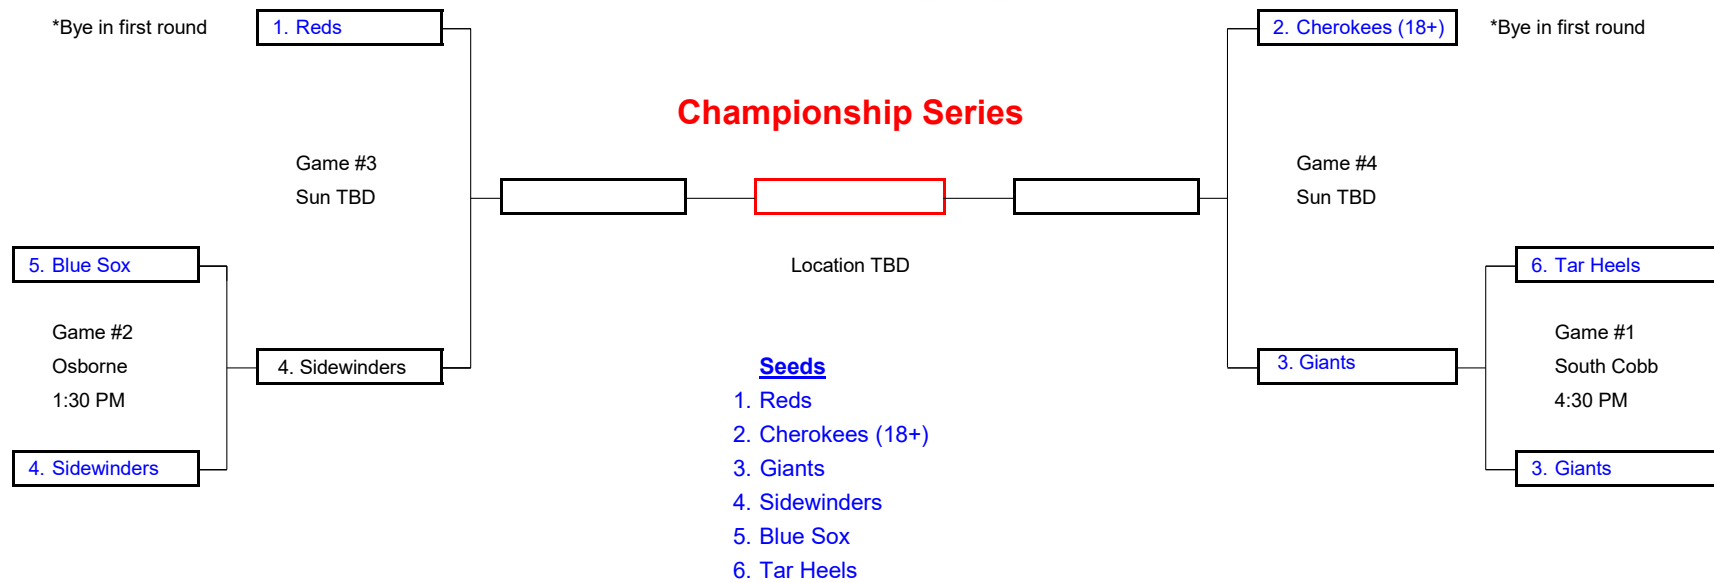 *Bye in first round
1. Reds
2. Cherokees (18+)
*Bye in first round
Championship Series
Game #3
Sun TBD
Game #4
Sun TBD
5. Blue Sox
Location TBD
6. Tar Heels
Game #2
Osborne
1:30 PM
4. Sidewinders
3. Giants
Game #1
South Cobb
4:30 PM
4. Sidewinders
3. Giants
Seeds
1. Reds
2. Cherokees (18+)
3. Giants
4. Sidewinders
5. Blue Sox
6. Tar Heels